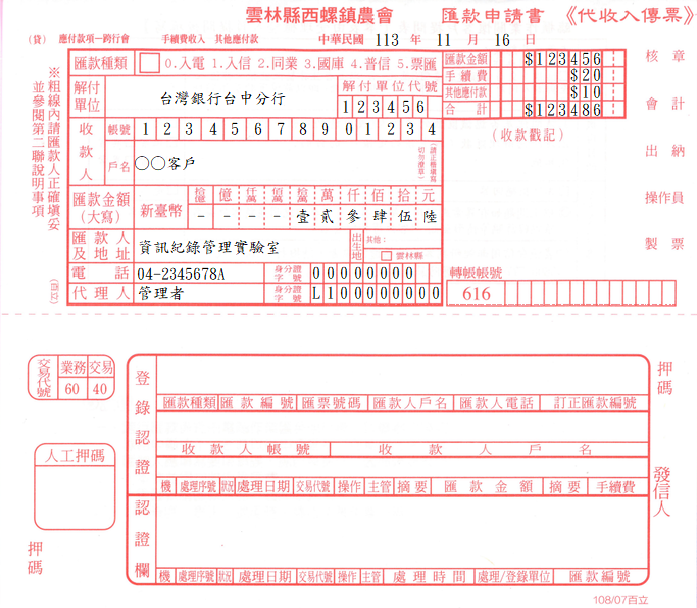 雲林縣西螺鎮農會 匯款申請書 《代收入傳票》
(貸) 應付款項─跨行會 手續費收入 其他應付款 中華民國 113 年 11 月 16 日
※粗線內請匯款人正確填妥
並參閱第二聯說明事項
(百立)
匯款種類 0.入電 1.入信 2.同業 3.國庫 4.普信 5.票匯
解付單位 台灣銀行台中分行 解付單位代號
123456
收款人 帳號 12345678901234
戶名 〇〇客戶
匯款金額(大寫) 新臺幣 拾億 億 仟萬 佰萬 拾萬 萬 仟 佰 拾 元
- - - - 壹 貳 參 肆 伍 陸
匯款人及地址 資訊紀錄管理實驗室 出生地 其他:
雲林縣
電話 04-2345678A 身分證字號 000000000
代理人 管理者 身分證字號 L100000000
匯款金額 $123456
手續費 $20
其他應付款 $10
合計 $123486
(收款戳記)
核章
會計
出納
操作員
製票
轉帳帳號
616
交易代號 業務 交易
60 40
人工押碼
押碼
登錄認證
匯款種類 匯款編號 匯票號碼 匯款人戶名 匯款人電話 訂正匯款編號
收款人帳號 收款人戶名
機 處理序號 狀況 處理日期 交易代號 操作 主管 摘要 匯款金額 摘要 手續費
認證欄
機 處理序號 狀況 處理日期 交易代號 操作 主管 處理時間 處理/登錄單位 匯款編號
押碼
發信人
108/07百立